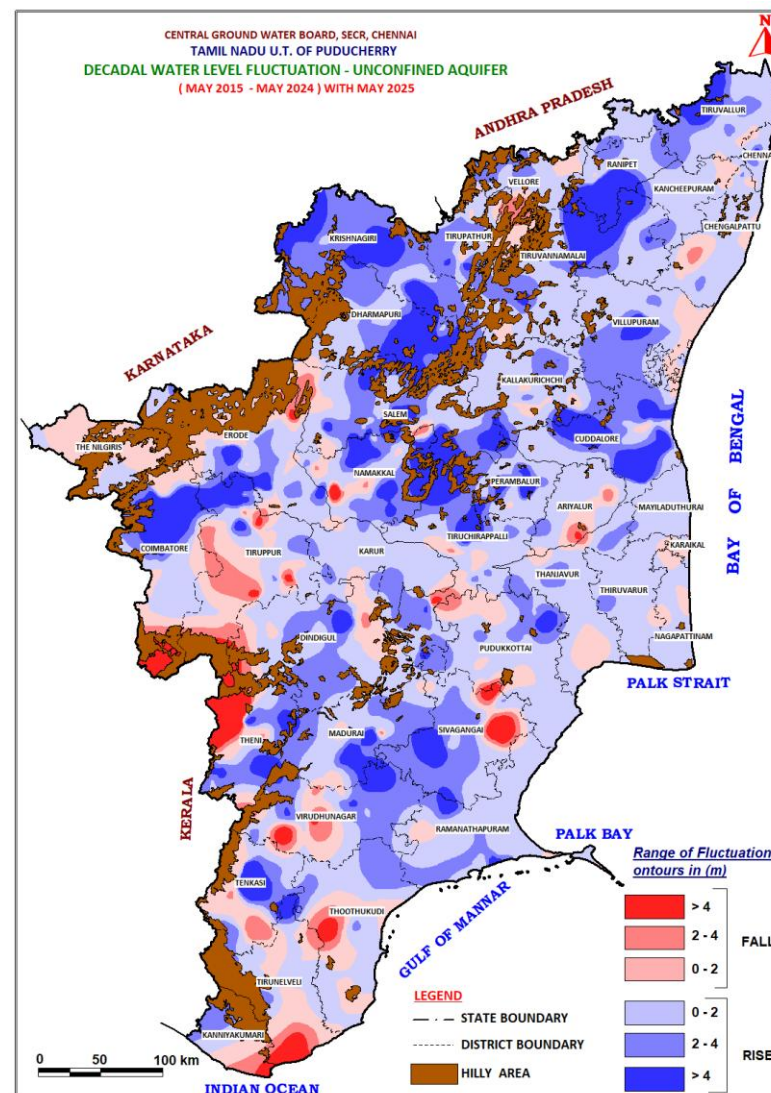 CENTRAL GROUND WATER BOARD, SECR, CHENNAI
TAMIL NADU U.T. OF PUDUCHERRY
DECADAL WATER LEVEL FLUCTUATION - UNCONFINED AQUIFER
( MAY 2015 - MAY 2024 ) WITH MAY 2025
N
ANDHRA PRADESH
TIRUVALLUR
CHENNA
RANIPET
VELLORE
KANCHEEPURAM
CHENGALPATTU
KRISHNAGIRI
TIRUPATHUR
TIRUVANNAMALAI
DHARMAPURI
VILLUPURAM
KARNATAKA
KALLAKURICHCHI
SALEM
THE NILGIRIS
ERODE
CUDDALORE
NAMAKKAL
PERAMBALUR
ARIYALUR
MAYILADUTHURAI
BAY OF BENGAL
COIMBATORE
TIRUPPUR
KARUR
TIRUCHIRAPPALLI
KARAIKAL
THANJAVUR
THIRUVARUR
DINDIGUL
PUDUKKOTTAI
NAGAPATTINAM
PALK STRAIT
THENI
MADURAI
SIVAGANGAI
KERALA
VIRUDHUNAGAR
RAMANATHAPURAM
PALK BAY
TENKASI
THOOTHUKUDI
GULF OF MANNAR
TIRUNELVELI
KANNIYAKUMARI
INDIAN OCEAN
0 50 100 km
LEGEND
STATE BOUNDARY
DISTRICT BOUNDARY
HILLY AREA
Range of Fluctuation
ontours in (m)
> 4
2 - 4
0 - 2
FALL
0 - 2
2 - 4
> 4
RISE